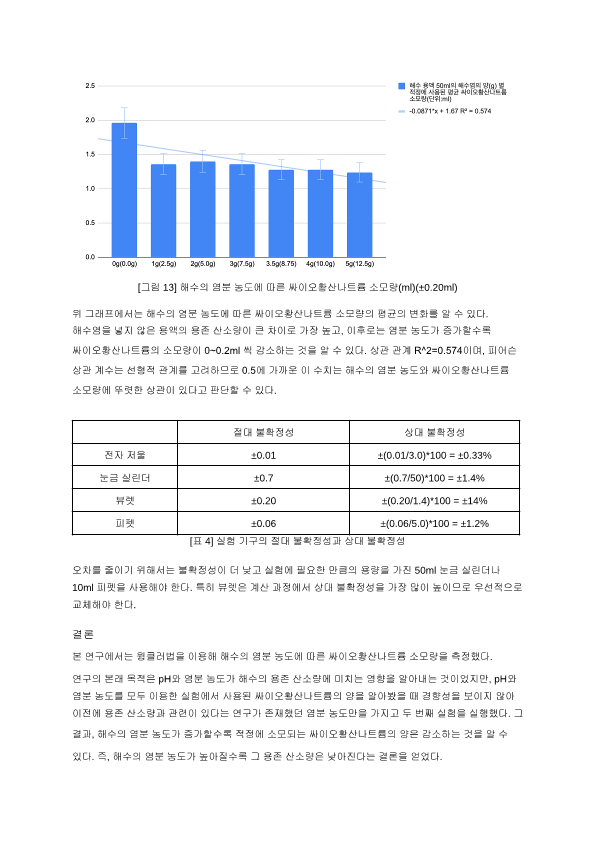 2.5
2.0
1.5
1.0
0.5
0.0
0g(0.0g) 1g(2.5g) 2g(5.0g) 3g(7.5g) 3.5g(8.75) 4g(10.0g) 5g(12.5g)
해수 용액 50ml의 해수염의 양(g) 별
적정에 사용된 평균 싸이오황산나트륨
소모량(단위:ml)
-0.0871*x + 1.67 R² = 0.574
[그림 13] 해수의 염분 농도에 따른 싸이오황산나트륨 소모량(ml)(±0.20ml)
위 그래프에서는 해수의 염분 농도에 따른 싸이오황산나트륨 소모량의 평균의 변화를 알 수 있다.
해수염을 넣지 않은 용액의 용존 산소량이 큰 차이로 가장 높고, 이후로는 염분 농도가 증가할수록
싸이오황산나트륨의 소모량이 0~0.2ml 씩 감소하는 것을 알 수 있다. 상관 관계 R^2=0.574이며, 피어슨
상관 계수는 선형적 관계를 고려하므로 0.5에 가까운 이 수치는 해수의 염분 농도와 싸이오황산나트륨
소모량에 뚜렷한 상관이 있다고 판단할 수 있다.
절대 불확정성 상대 불확정성
전자 저울 ±0.01 ±(0.01/3.0)*100 = ±0.33%
눈금 실린더 ±0.7 ±(0.7/50)*100 = ±1.4%
뷰렛 ±0.20 ±(0.20/1.4)*100 = ±14%
피펫 ±0.06 ±(0.06/5.0)*100 = ±1.2%
[표 4] 실험 기구의 절대 불확정성과 상대 불확정성
오차를 줄이기 위해서는 불확정성이 더 낮고 실험에 필요한 만큼의 용량을 가진 50ml 눈금 실린더나
10ml 피펫을 사용해야 한다. 특히 뷰렛은 계산 과정에서 상대 불확정성을 가장 많이 높이므로 우선적으로
교체해야 한다.
결론
본 연구에서는 윙클러법을 이용해 해수의 염분 농도에 따른 싸이오황산나트륨 소모량을 측정했다.
연구의 본래 목적은 pH와 염분 농도가 해수의 용존 산소량에 미치는 영향을 알아내는 것이었지만, pH와
염분 농도를 모두 이용한 실험에서 사용된 싸이오황산나트륨의 양을 알아봤을 때 경향성을 보이지 않아
이전에 용존 산소량과 관련이 있다는 연구가 존재했던 염분 농도만을 가지고 두 번째 실험을 실행했다. 그
결과, 해수의 염분 농도가 증가할수록 적정에 소모되는 싸이오황산나트륨의 양은 감소하는 것을 알 수
있다. 즉, 해수의 염분 농도가 높아질수록 그 용존 산소량은 낮아진다는 결론을 얻었다.